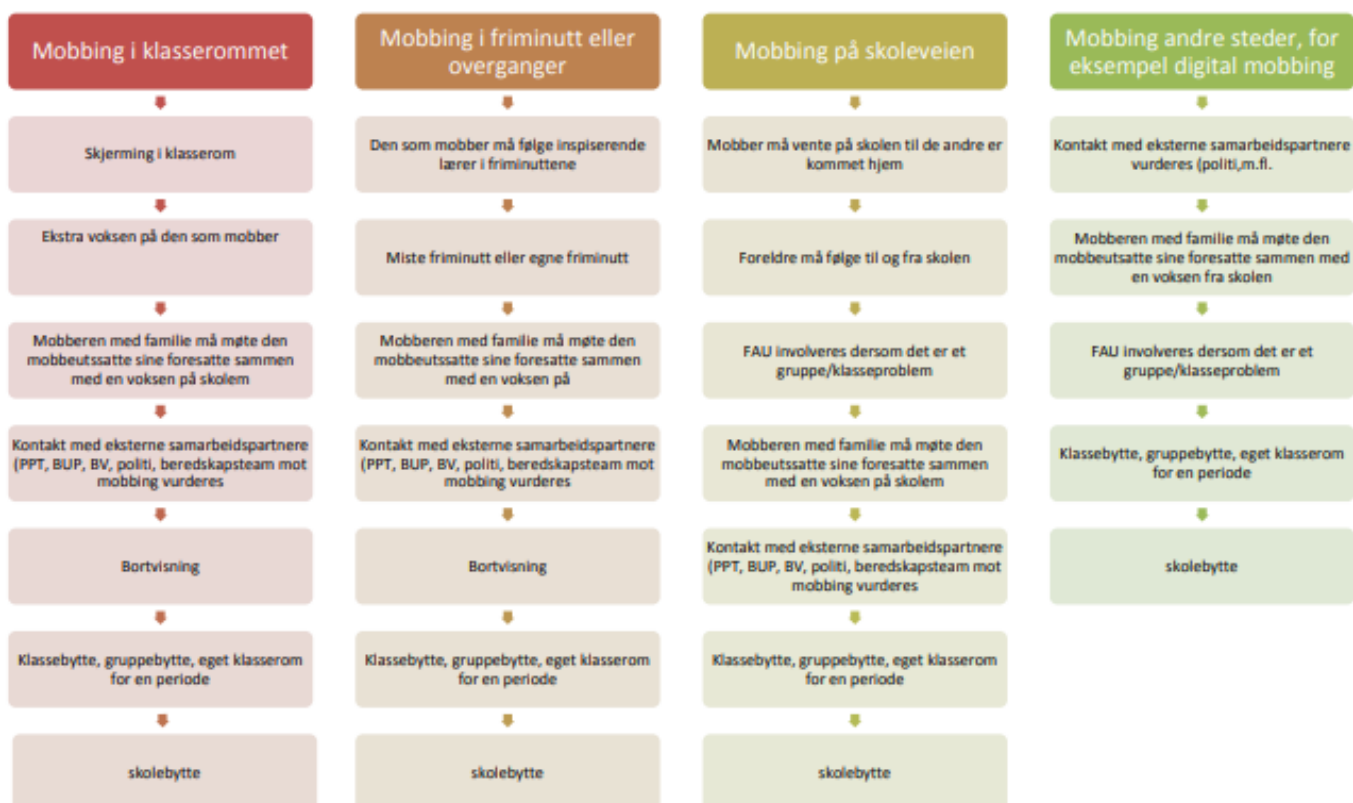 Mobbing i klasserommet
Skjerming i klasserom
Ekstra voksen på den som mobber
Mobberen med familie må møte den
mobbeutssatte sine foresatte sammen
med en voksen på skolem
Kontakt med eksterne samarbeidspartnere
(PPT, BUP, BV, politi, beredskapsteam mot
mobbing vurderes
Bortvisning
Klassebytte, gruppebytte, eget klasserom
for en periode
skolebytte
Mobbing i friminutt eller
overganger
Den som mobber må følge inspiserende
lærer i friminuttene
Miste friminutt eller egne friminutt
Mobberen med familie må møte den
mobbeutsatte sine foresatte sammen
med en voksen på
Kontakt med eksterne samarbeidspartnere
(PPT, BUP, BV, politi, beredskapsteam mot
mobbing vurderes
Bortvisning
Klassebytte, gruppebytte, eget klasserom
for en periode
skolebytte
Mobbing på skoleveien
Mobber må vente på skolen til de andre er
kommet hjem
Foreldre må følge til og fra skolen
FAU involveres dersom det er et
gruppe/klasseproblem
Mobberen med familie må møte den
mobbeutsatte sine foresatte sammen
med en voksen på skolem
Kontakt med eksterne samarbeidspartnere
(PPT, BUP, BV, politi, beredskapsteam mot
mobbing vurderes
Klassebytte, gruppebytte, eget klasserom
for en periode
skolebytte
Mobbing andre steder, for
eksempel digital mobbing
Kontakt med eksterne samarbeidspartnere
vurderes (politi,m.fl.
Mobberen med familie må møte den
mobbeutsatte sine foresatte sammen med
en voksen fra skolen
FAU involveres dersom det er et
gruppe/klasseproblem
Klassebytte, gruppebytte, eget klasserom
for en periode
skolebytte